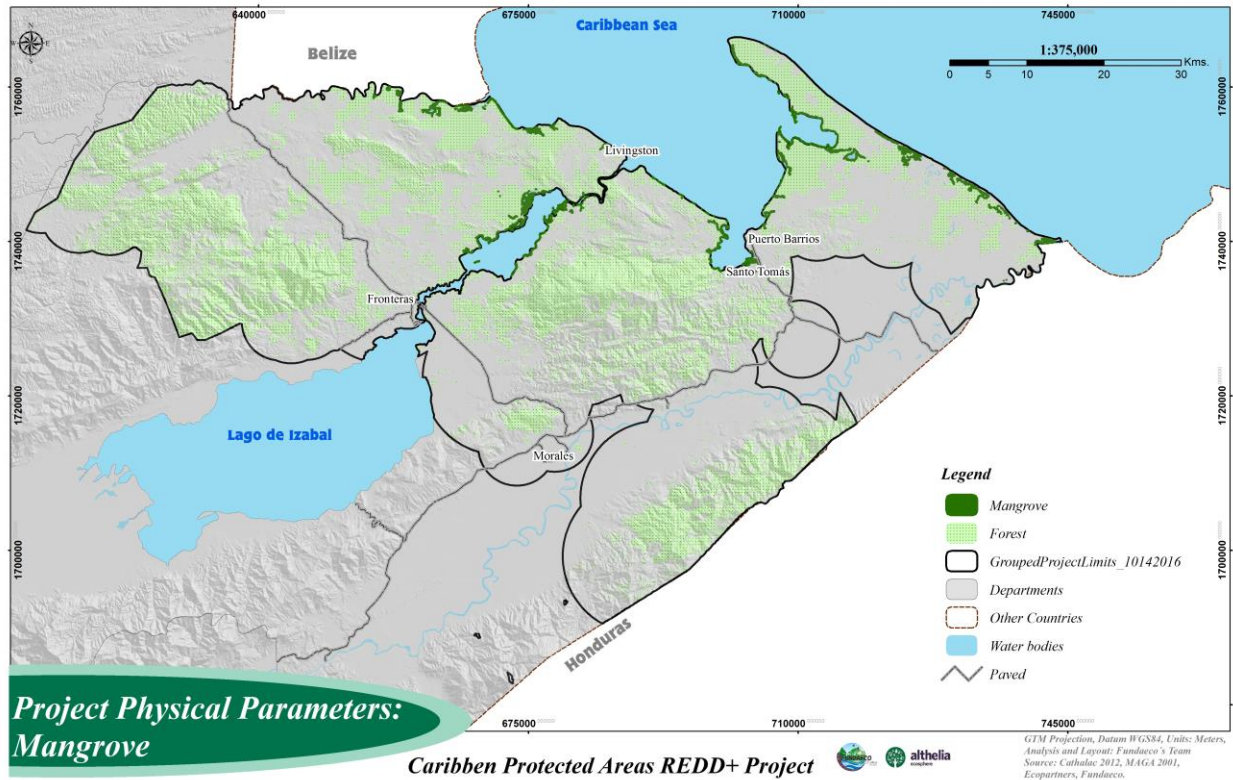 640000
675000
710000
745000
N
W
E
S
Caribbean Sea
Belize
1:375,000
0 5 10 20 30 Kms.
1760000
1760000
Livingston
1740000
Puerto Barrios
1740000
Santo Tomás
Fronteras
1720000
1720000
Lago de Izabal
Morales
1700000
1700000
Legend
Mangrove
Forest
GroupedProjectLimits_10142016
Departments
Other Countries
Water bodies
Paved
Honduras
Project Physical Parameters:
Mangrove
675000
710000
745000
Caribben Protected Areas REDD+ Project
FUNDAECO
althelia
ecosphere
GTM Projection, Datum WGS84, Units: Meters,
Analysis and Layout: Fundaeco's Team
Source: Cathalac 2012, MAGA 2001,
Ecopartners, Fundaeco.